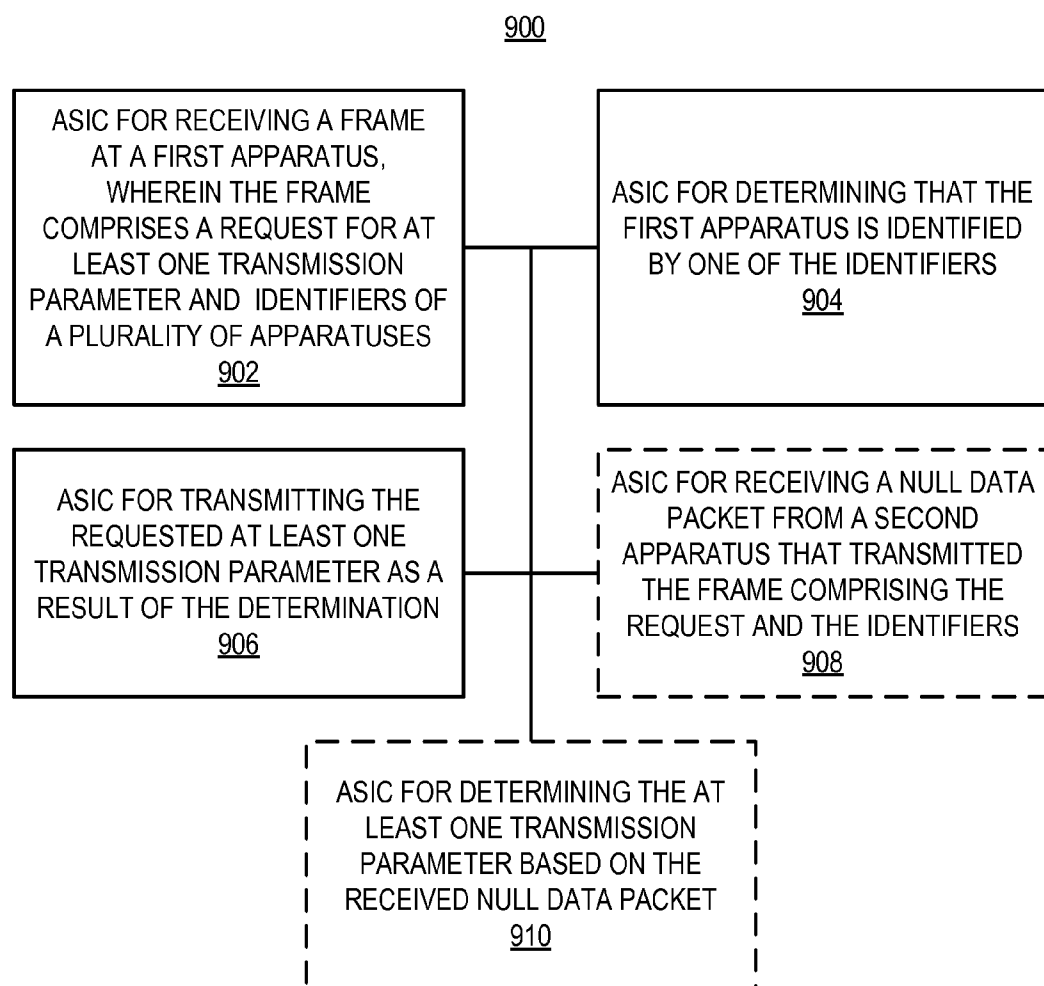 900
ASIC FOR RECEIVING A FRAME
AT A FIRST APPARATUS,
WHEREIN THE FRAME
COMPRISES A REQUEST FOR AT
LEAST ONE TRANSMISSION
PARAMETER AND IDENTIFIERS OF
A PLURALITY OF APPARATUSES
902
ASIC FOR DETERMINING THAT THE
FIRST APPARATUS IS IDENTIFIED
BY ONE OF THE IDENTIFIERS
904
ASIC FOR TRANSMITTING THE
REQUESTED AT LEAST ONE
TRANSMISSION PARAMETER AS A
RESULT OF THE DETERMINATION
906
ASIC FOR RECEIVING A NULL DATA
PACKET FROM A SECOND
APPARATUS THAT TRANSMITTED
THE FRAME COMPRISING THE
REQUEST AND THE IDENTIFIERS
908
ASIC FOR DETERMINING THE AT
LEAST ONE TRANSMISSION
PARAMETER BASED ON THE
RECEIVED NULL DATA PACKET
910